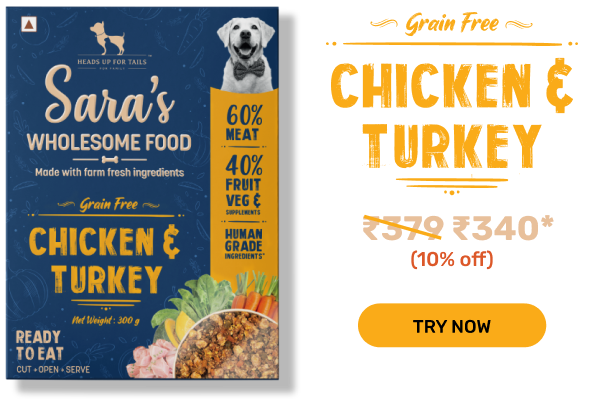 HEADS UP FOR TAILS
Sara's
WHOLESOME FOOD
Made with farm fresh ingredients
Grain Free
CHICKEN &
TURKEY
Net Weight : 300 g
READY
TO EAT
CUT + OPEN + SERVE
60%
MEAT
40%
FRUIT
VEG &
SUPPLEMENTS
HUMAN
GRADE
INGREDIENTS*
Grain Free
CHICKEN &
TURKEY
₹379 ₹340*
(10% off)
TRY NOW